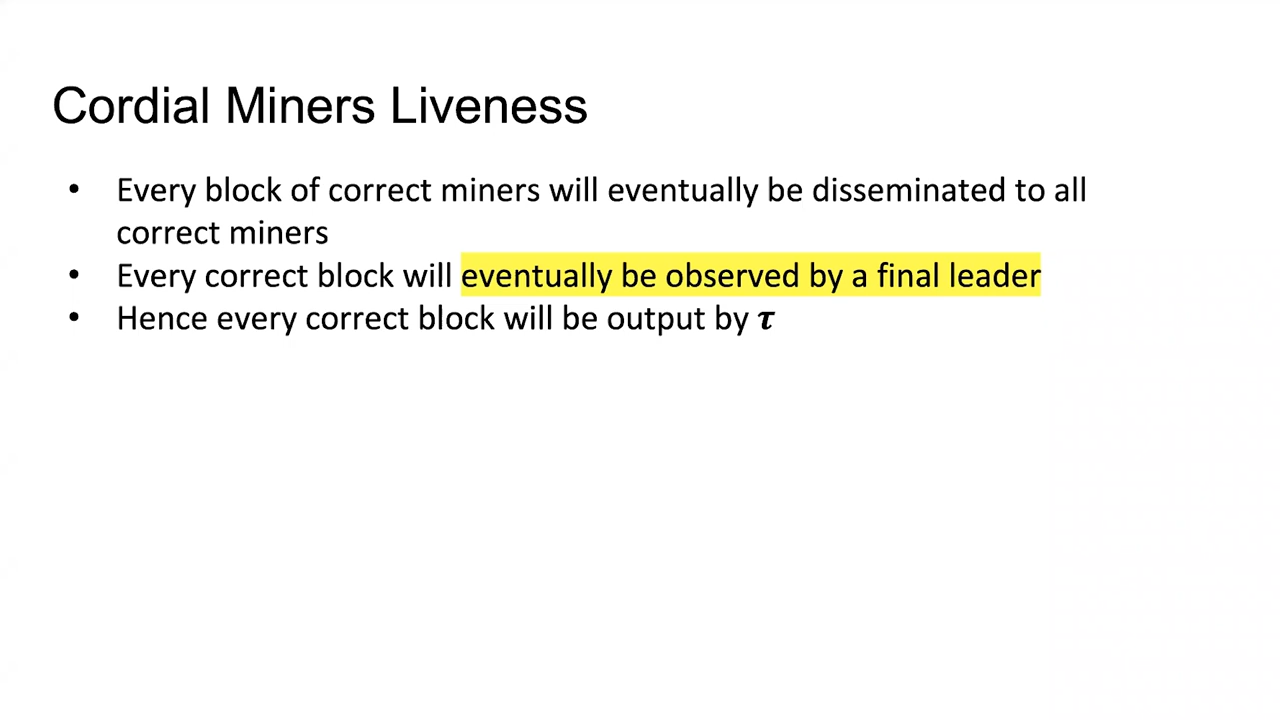 Cordial Miners Liveness
• Every block of correct miners will eventually be disseminated to all
correct miners
• Every correct block will eventually be observed by a final leader
• Hence every correct block will be output by τ